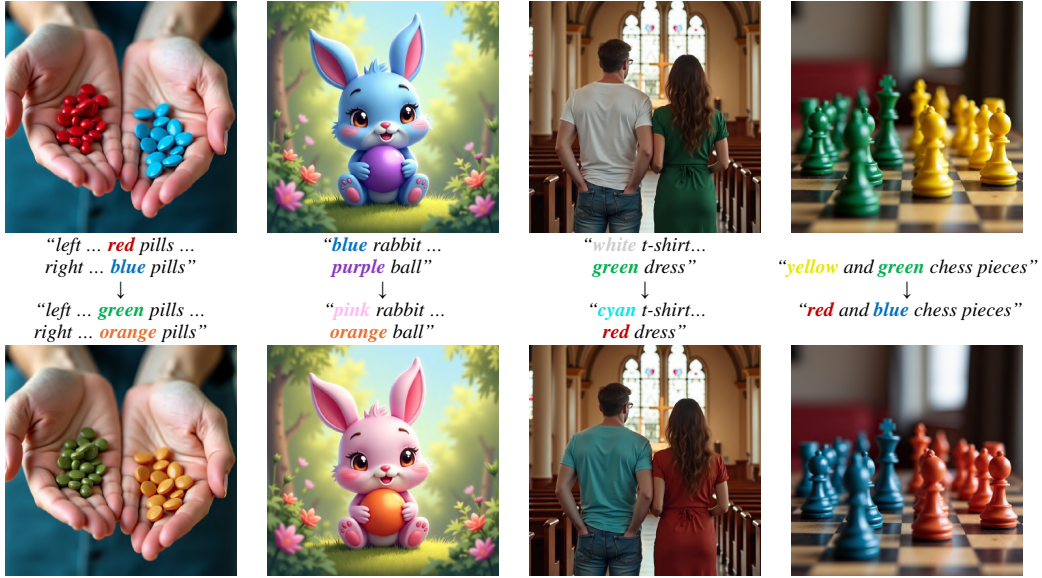 “left … red pills …
right … blue pills”
↓
“left … green pills …
right … orange pills”
“blue rabbit …
purple ball”
↓
“pink rabbit …
orange ball”
“white t-shirt…
green dress”
↓
“cyan t-shirt…
red dress”
“yellow and green chess pieces”
↓
“red and blue chess pieces”